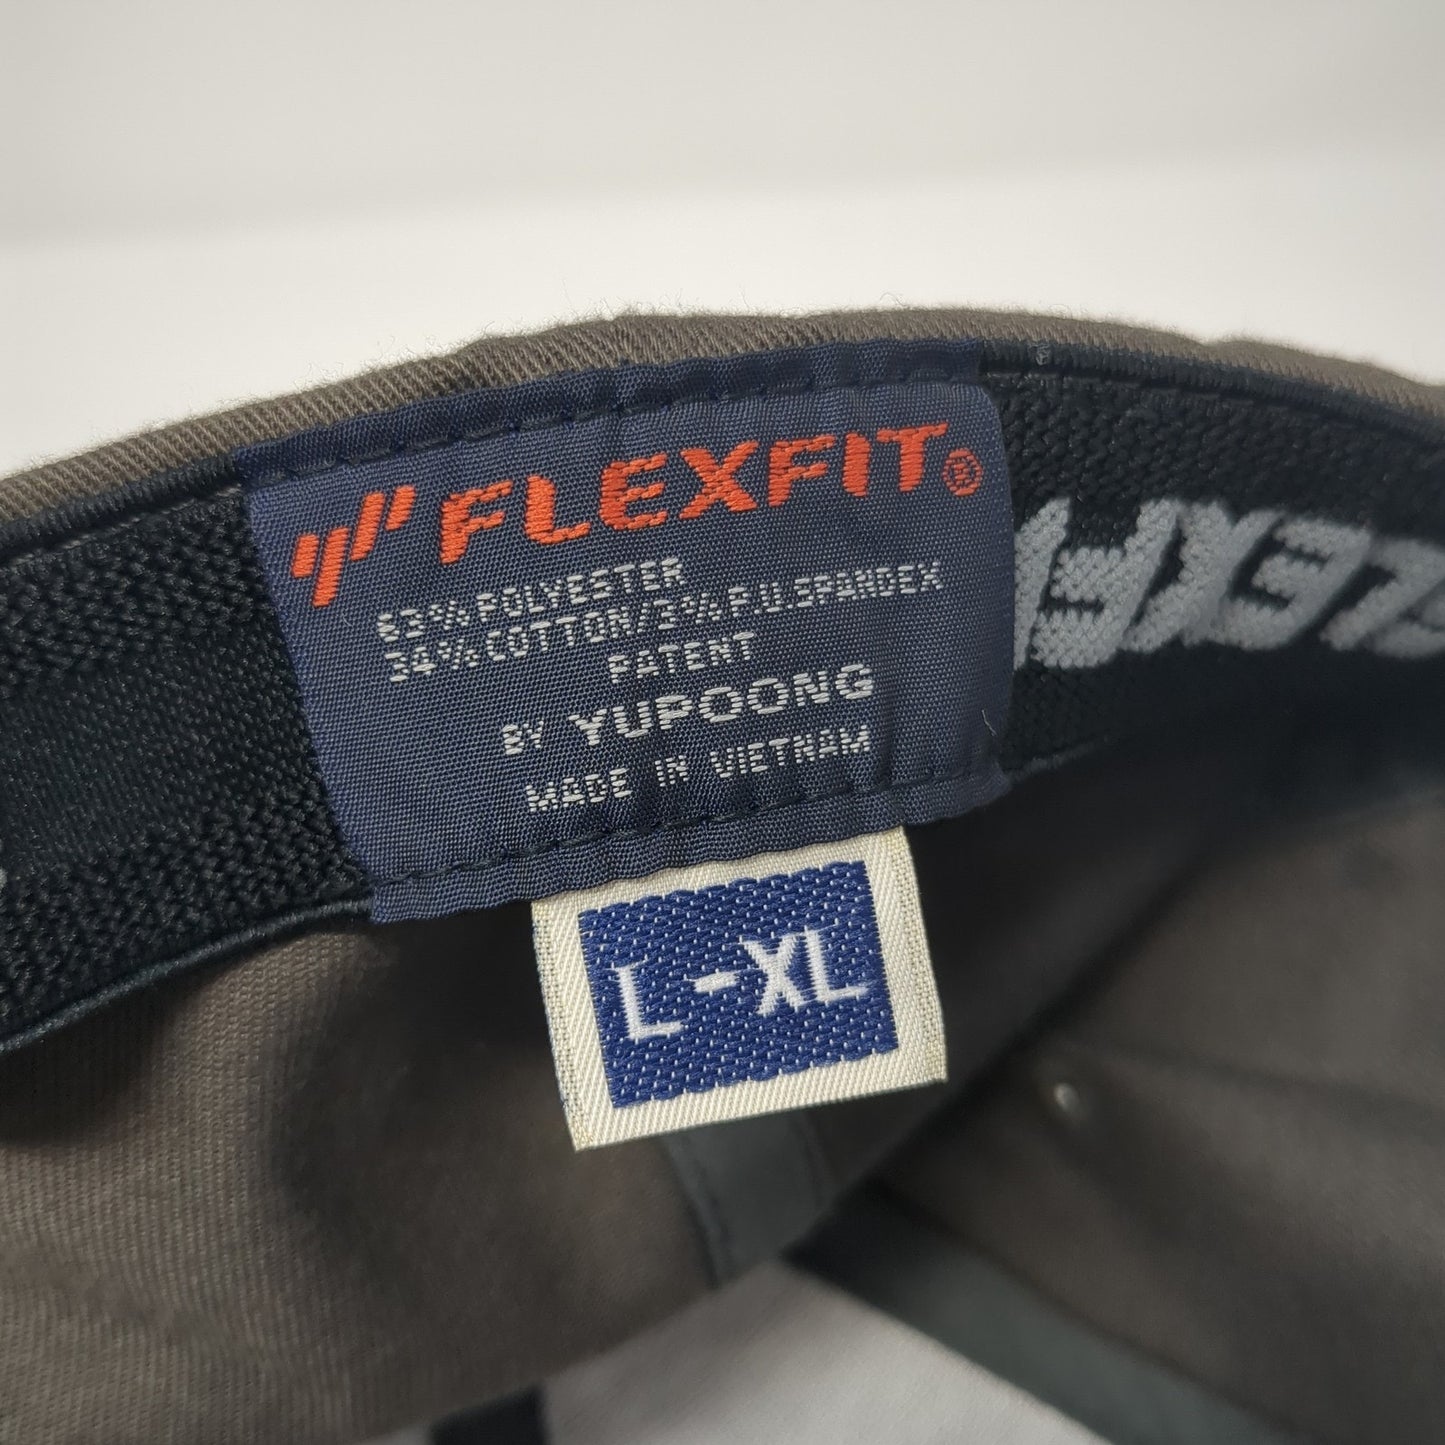 FLEXFIT®
63% POLYESTER
34% COTTON/3% P.U.SPANDEX
PATENT
BY YUPOONG
MADE IN VIETNAM
L-XL